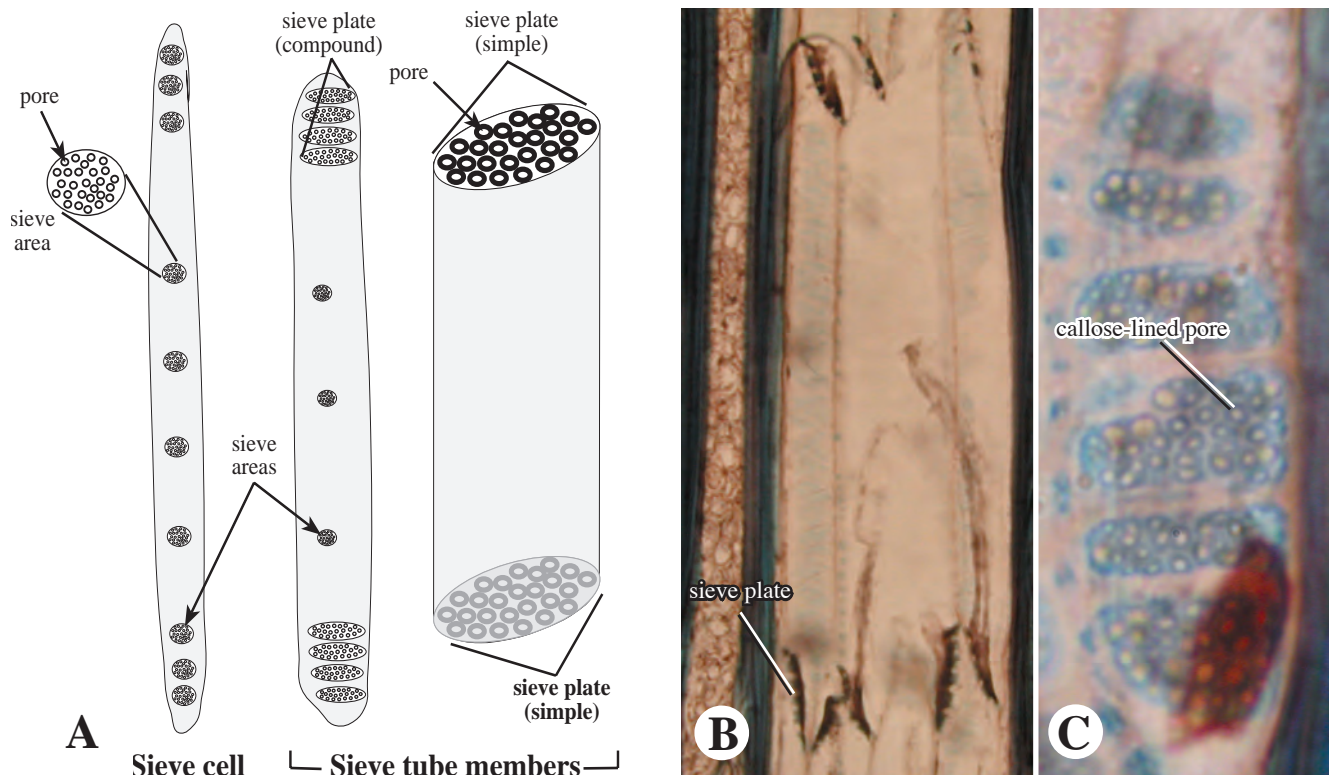 sieve plate
(compound)
sieve plate
(simple)
pore
pore
sieve
area
sieve
areas
sieve plate
(simple)
A
Sieve cell
Sieve tube members
sieve plate
B
callose-lined pore
C